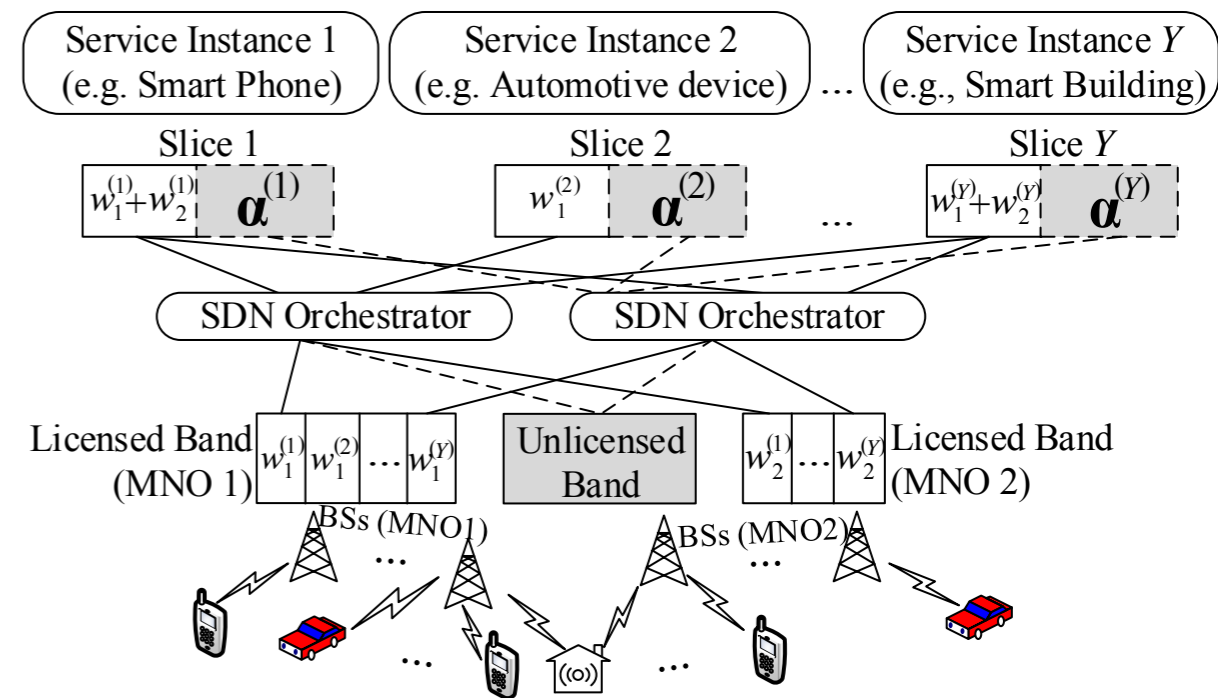 Service Instance 1
(e.g. Smart Phone)
Service Instance 2
(e.g. Automotive device)
...
Service Instance Y
(e.g., Smart Building)
Slice 1
Slice 2
Slice Y
w₁⁽¹⁾+w₂⁽¹⁾
α⁽¹⁾
w₁⁽²⁾
α⁽²⁾
...
w₁⁽Y⁾+w₂⁽Y⁾
α⁽Y⁾
SDN Orchestrator
SDN Orchestrator
Licensed Band
(MNO 1)
w₁⁽¹⁾ w₁⁽²⁾ ... w₁⁽Y⁾
Unlicensed
Band
w₂⁽¹⁾ ... w₂⁽Y⁾
Licensed Band
(MNO 2)
BSs (MNO1)
BSs (MNO2)
...
...
...
...